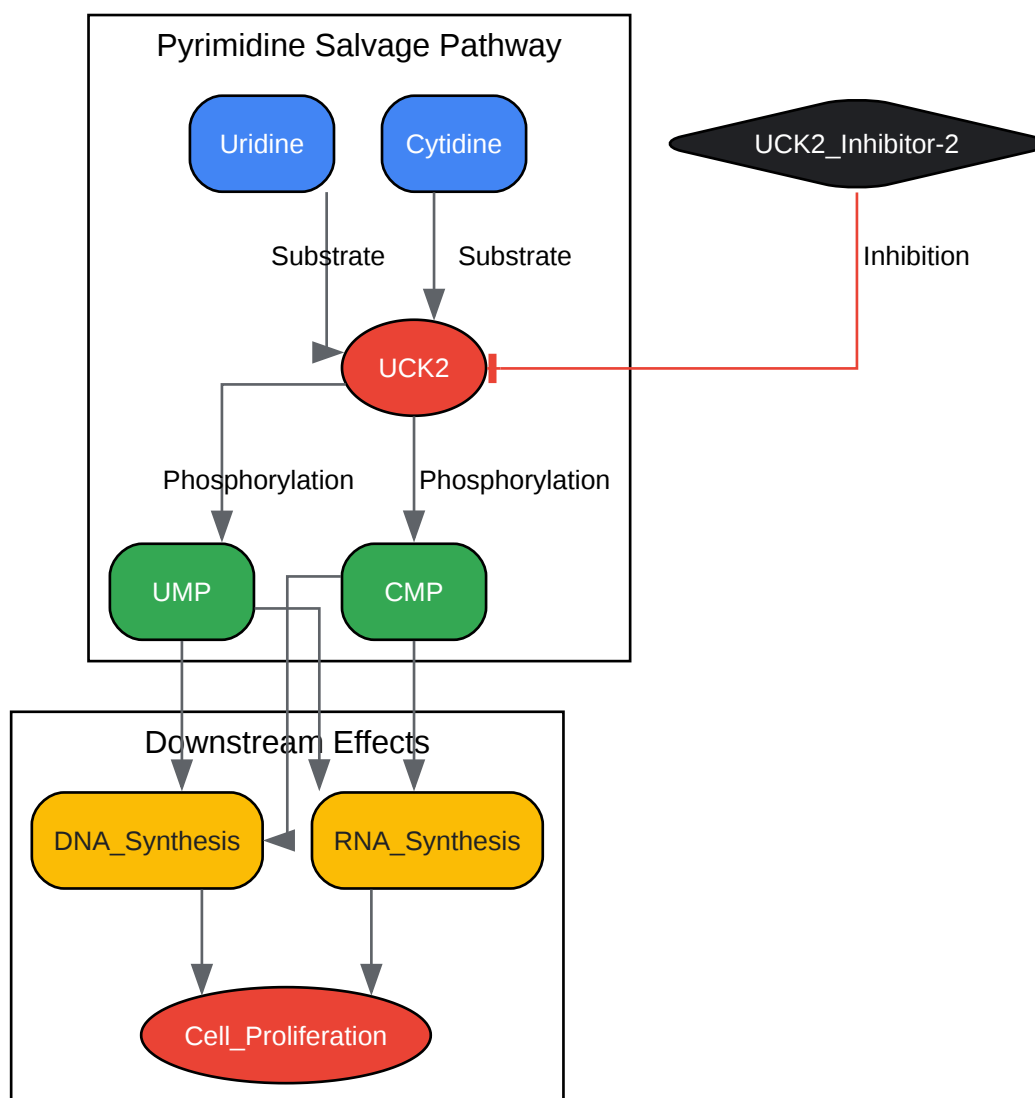 Pyrimidine Salvage Pathway
Uridine
Cytidine
UCK2_Inhibitor-2
Substrate
Substrate
Inhibition
UCK2
Phosphorylation
Phosphorylation
UMP
CMP
Downstream Effects
DNA_Synthesis
RNA_Synthesis
Cell_Proliferation